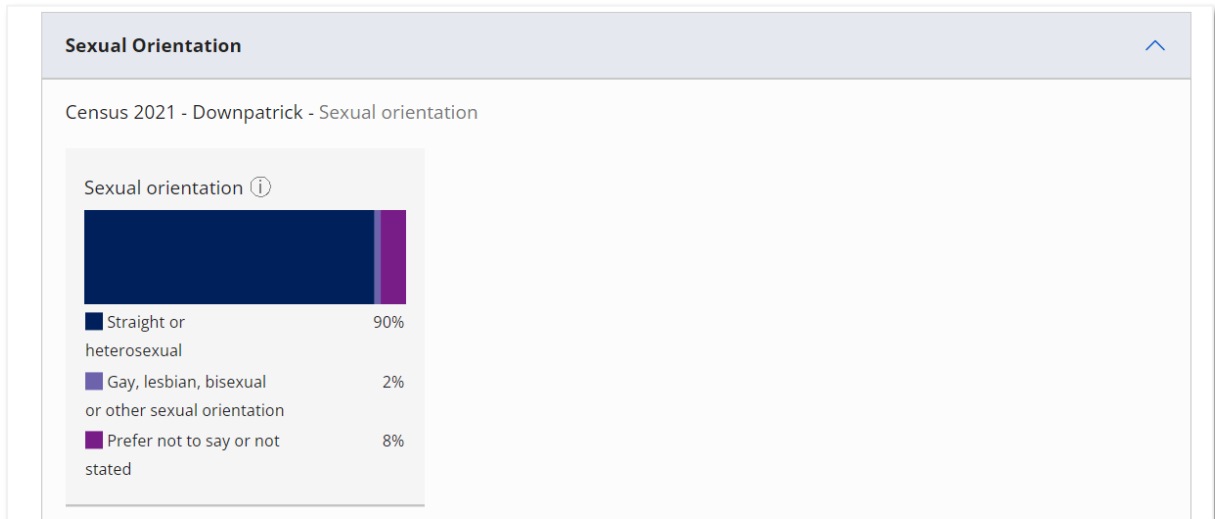 Sexual Orientation
Census 2021 - Downpatrick - Sexual orientation
Sexual orientation ⓘ
Straight or 90%
heterosexual
Gay, lesbian, bisexual 2%
or other sexual orientation
Prefer not to say or not 8%
stated